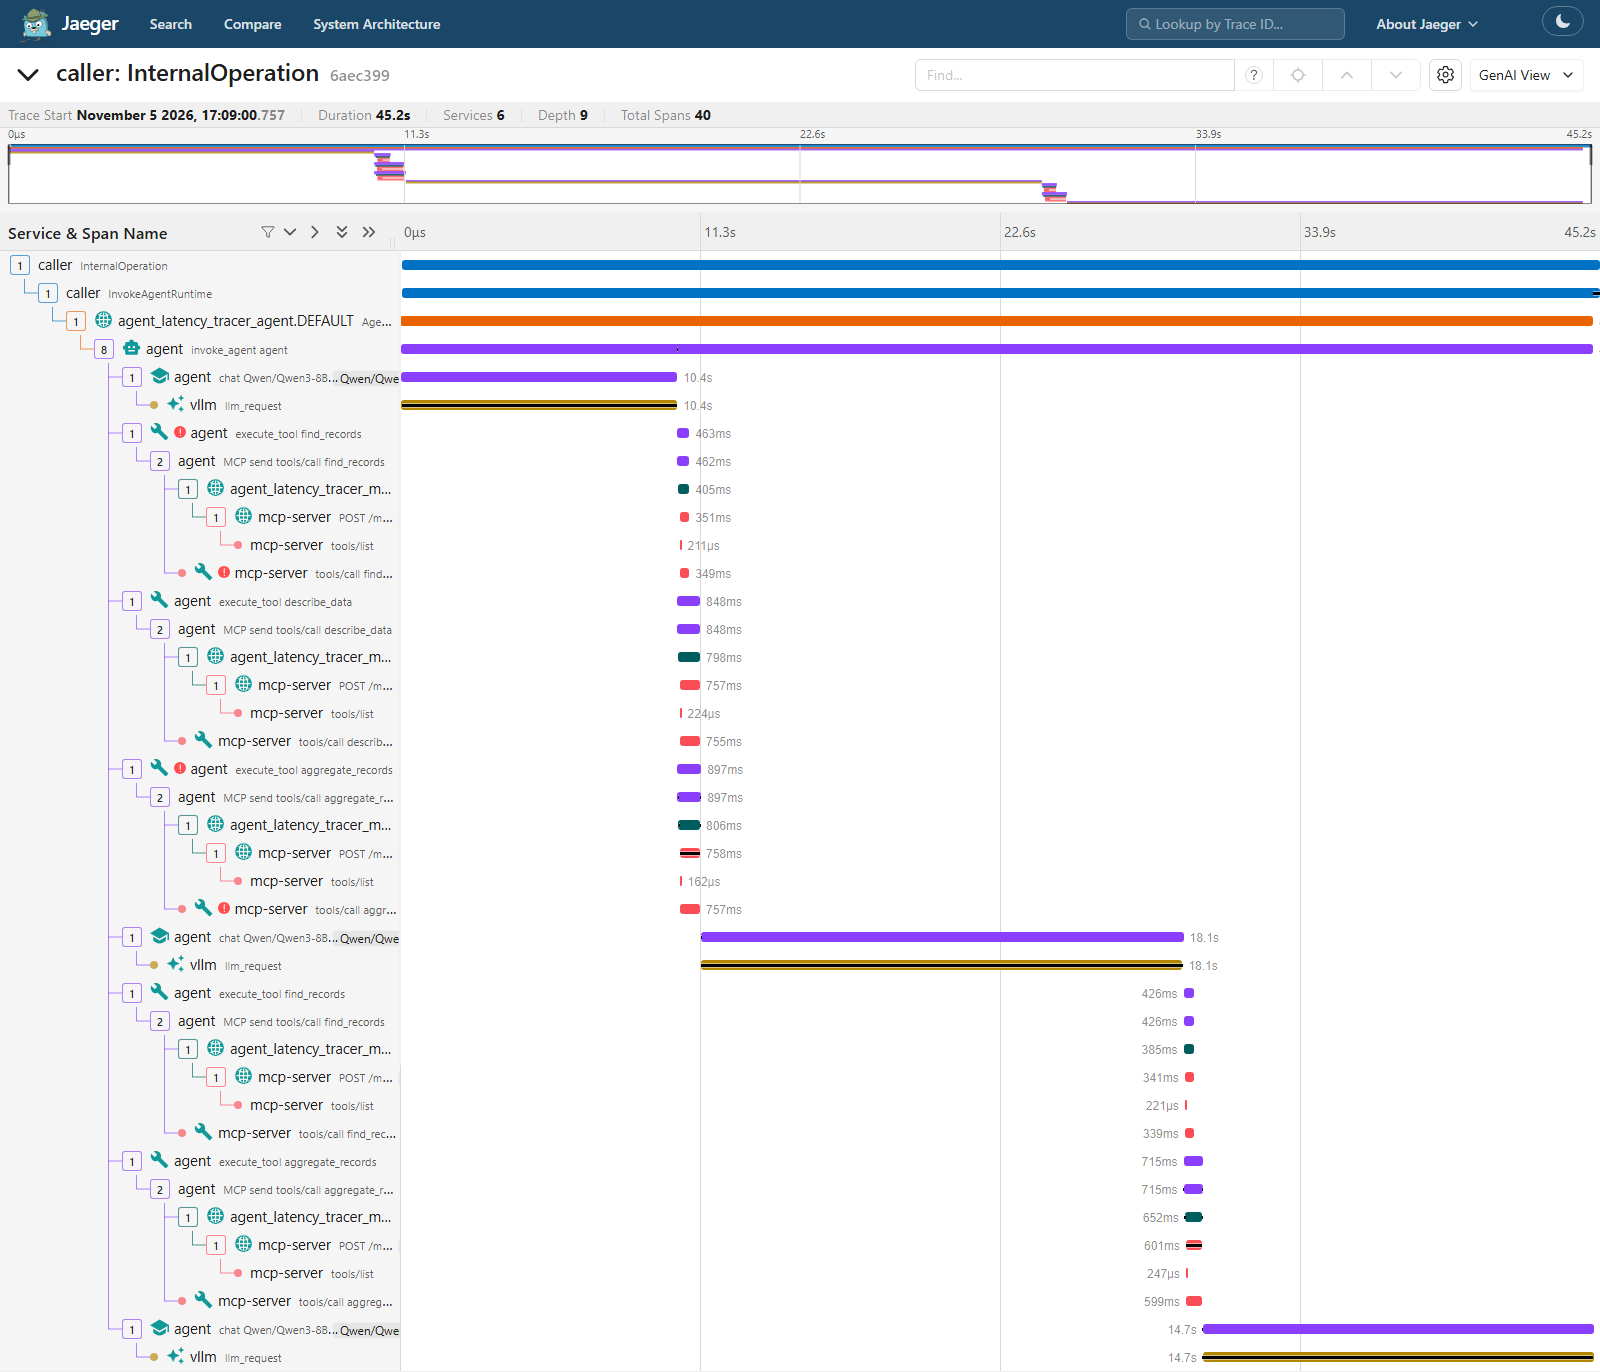 Jaeger Search Compare System Architecture Lookup by Trace ID... About Jaeger
caller: InternalOperation 6aec399 Find... ? GenAI View
Trace Start November 5 2026, 17:09:00.757 Duration 45.2s Services 6 Depth 9 Total Spans 40
0μs 11.3s 22.6s 33.9s 45.2s
Service & Span Name 0μs 11.3s 22.6s 33.9s 45.2s
1 caller InternalOperation
1 caller InvokeAgentRuntime
1 agent_latency_tracer_agent.DEFAULT Age...
8 agent invoke_agent agent
1 agent chat Qwen/Qwen3-8B... Qwen/Qwe 10.4s
vllm llm_request 10.4s
1 agent execute_tool find_records 463ms
2 agent MCP send tools/call find_records 462ms
1 agent_latency_tracer_m... 405ms
1 mcp-server POST /m... 351ms
mcp-server tools/list 211μs
mcp-server tools/call find... 349ms
1 agent execute_tool describe_data 848ms
2 agent MCP send tools/call describe_data 848ms
1 agent_latency_tracer_m... 798ms
1 mcp-server POST /m... 757ms
mcp-server tools/list 224μs
mcp-server tools/call describ... 755ms
1 agent execute_tool aggregate_records 897ms
2 agent MCP send tools/call aggregate_r... 897ms
1 agent_latency_tracer_m... 806ms
1 mcp-server POST /m... 758ms
mcp-server tools/list 162μs
mcp-server tools/call aggr... 757ms
1 agent chat Qwen/Qwen3-8B... Qwen/Qwe 18.1s
vllm llm_request 18.1s
1 agent execute_tool find_records 426ms
2 agent MCP send tools/call find_records 426ms
1 agent_latency_tracer_m... 385ms
1 mcp-server POST /m... 341ms
mcp-server tools/list 221μs
mcp-server tools/call find_rec... 339ms
1 agent execute_tool aggregate_records 715ms
2 agent MCP send tools/call aggregate_r... 715ms
1 agent_latency_tracer_m... 652ms
1 mcp-server POST /m... 601ms
mcp-server tools/list 247μs
mcp-server tools/call aggreg... 599ms
1 agent chat Qwen/Qwen3-8B... Qwen/Qwe 14.7s
vllm llm_request 14.7s